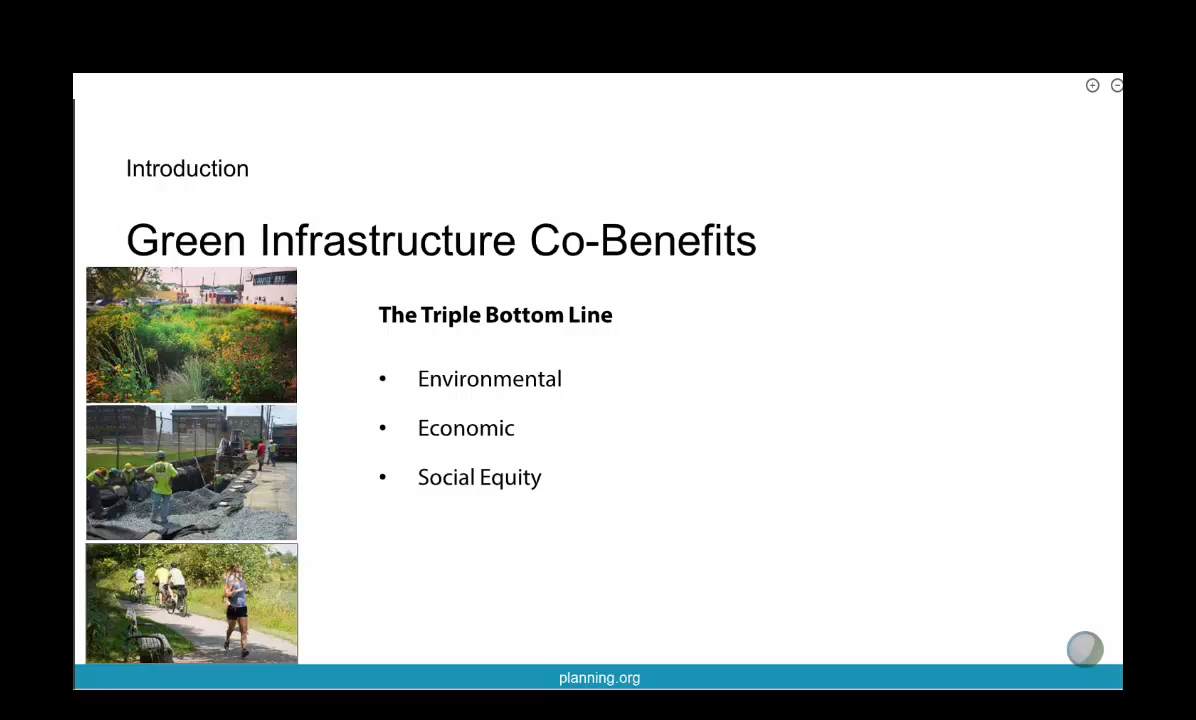 Introduction
Green Infrastructure Co-Benefits
The Triple Bottom Line
• Environmental
• Economic
• Social Equity
planning.org